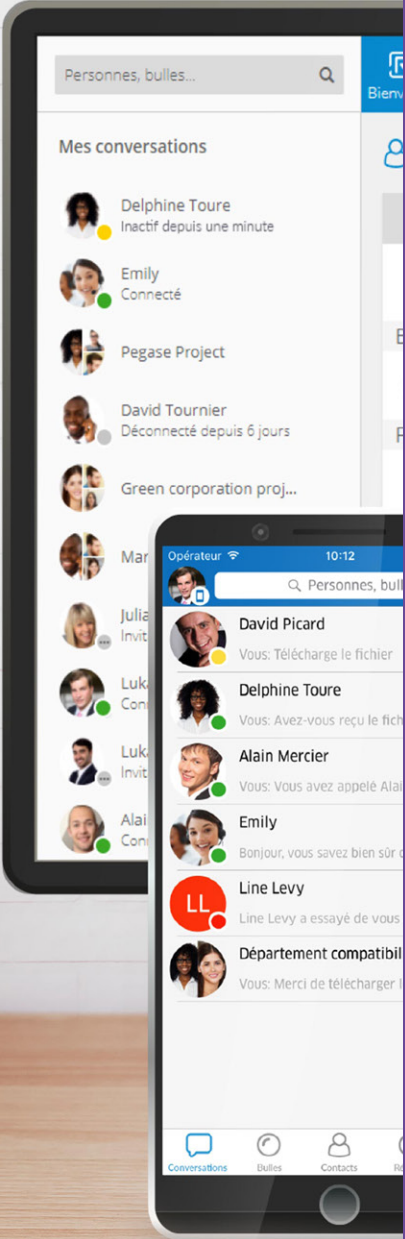 Personnes, bulles...
Mes conversations
Delphine Toure
Inactif depuis une minute
Emily
Connecté
Pegase Project
David Tournier
Déconnecté depuis 6 jours
Green corporation proj...
Opérateur
10:12
Personnes, bull
David Picard
Vous: Télécharge le fichier
Delphine Toure
Vous: Avez-vous reçu le fich
Alain Mercier
Vous: Vous avez appelé Alai
Emily
Bonjour, vous savez bien sûr
LL
Line Levy
Line Levy a essayé de vous
Département compatibil
Vous: Merci de télécharger l
Conversations
Bulles
Contacts